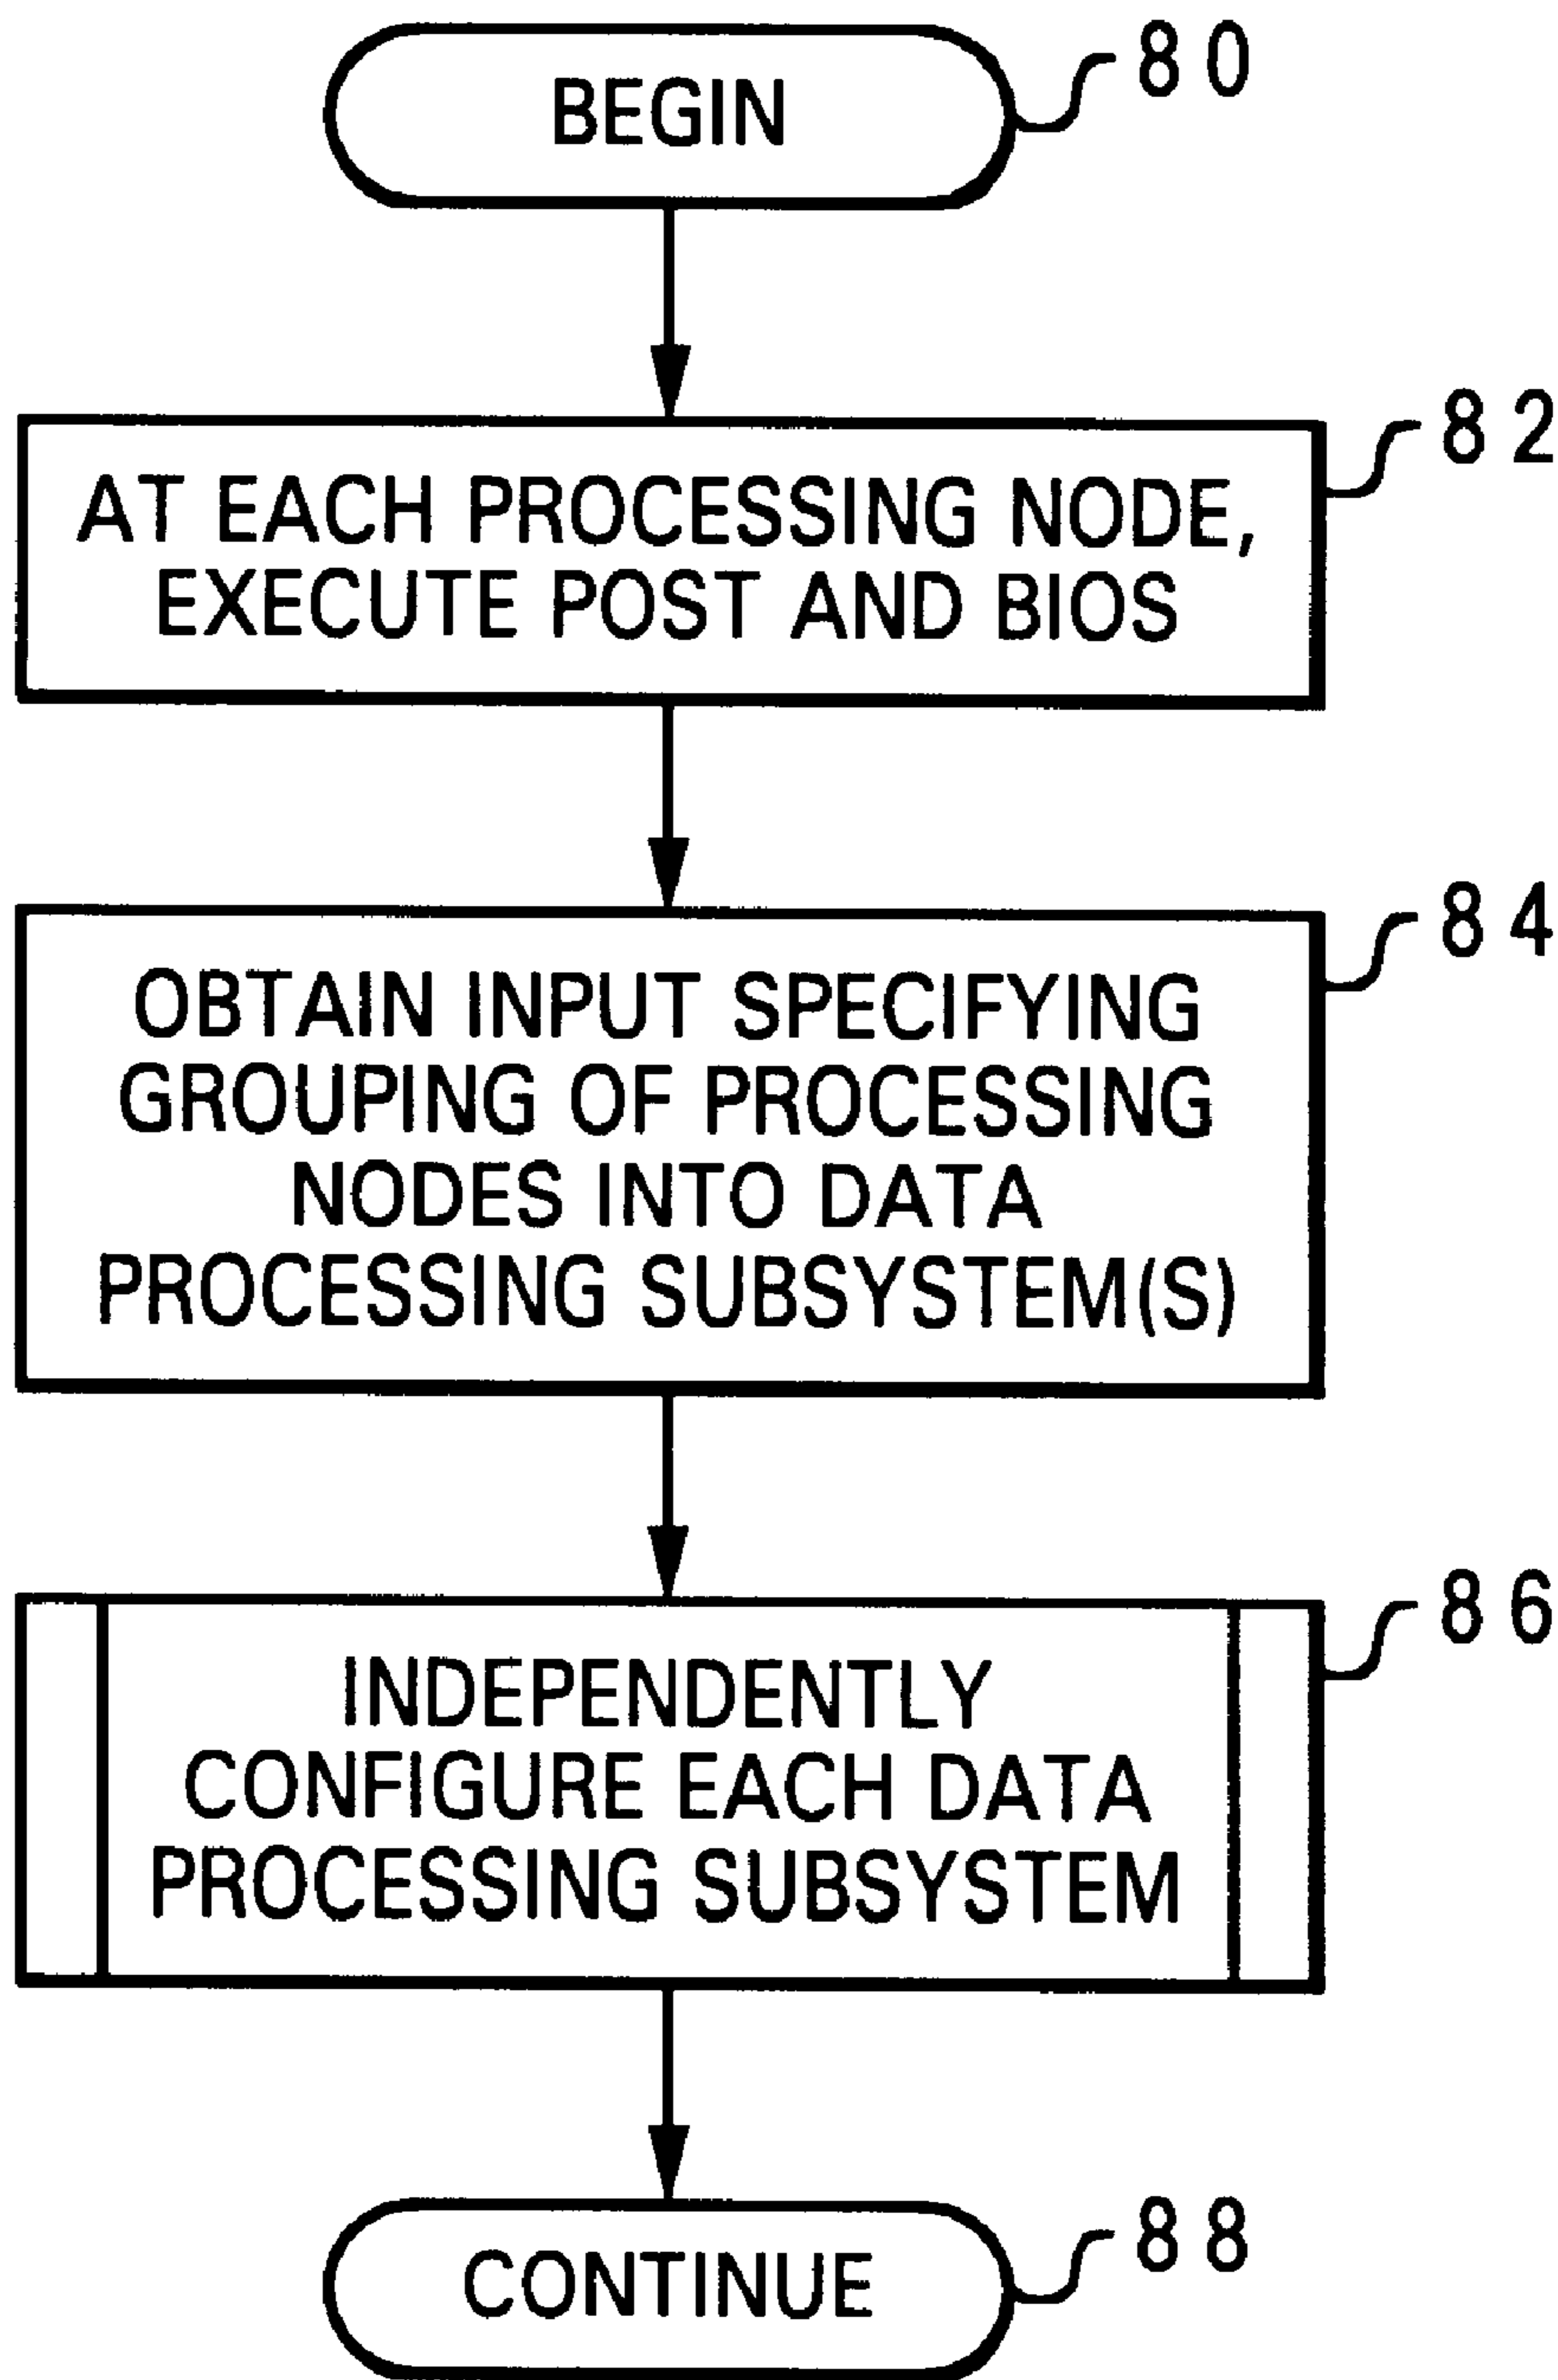 BEGIN
80
82
AT EACH PROCESSING NODE,
EXECUTE POST AND BIOS
84
OBTAIN INPUT SPECIFYING
GROUPING OF PROCESSING
NODES INTO DATA
PROCESSING SUBSYSTEM(S)
86
INDEPENDENTLY
CONFIGURE EACH DATA
PROCESSING SUBSYSTEM
88
CONTINUE